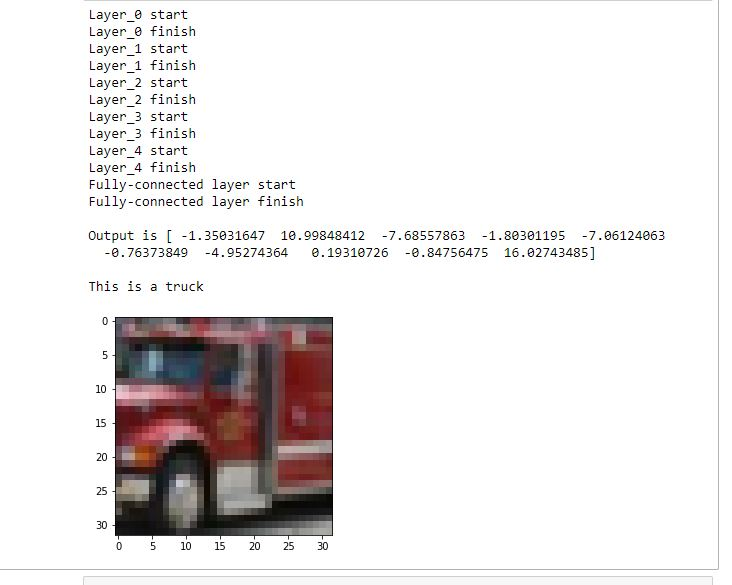 Layer_0 start
Layer_0 finish
Layer_1 start
Layer_1 finish
Layer_2 start
Layer_2 finish
Layer_3 start
Layer_3 finish
Layer_4 start
Layer_4 finish
Fully-connected layer start
Fully-connected layer finish
Output is [ -1.35031647 10.99848412 -7.68557863 -1.80301195 -7.06124063
-0.76373849 -4.95274364 0.19310726 -0.84756475 16.02743485]
This is a truck
0
5
10
15
20
25
30
0 5 10 15 20 25 30